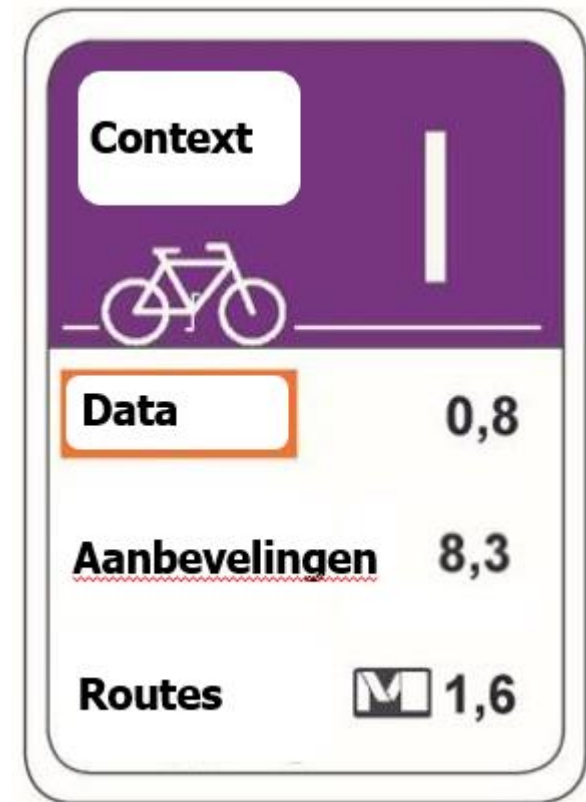 Context
Data 0,8
Aanbevelingen 8,3
Routes M 1,6